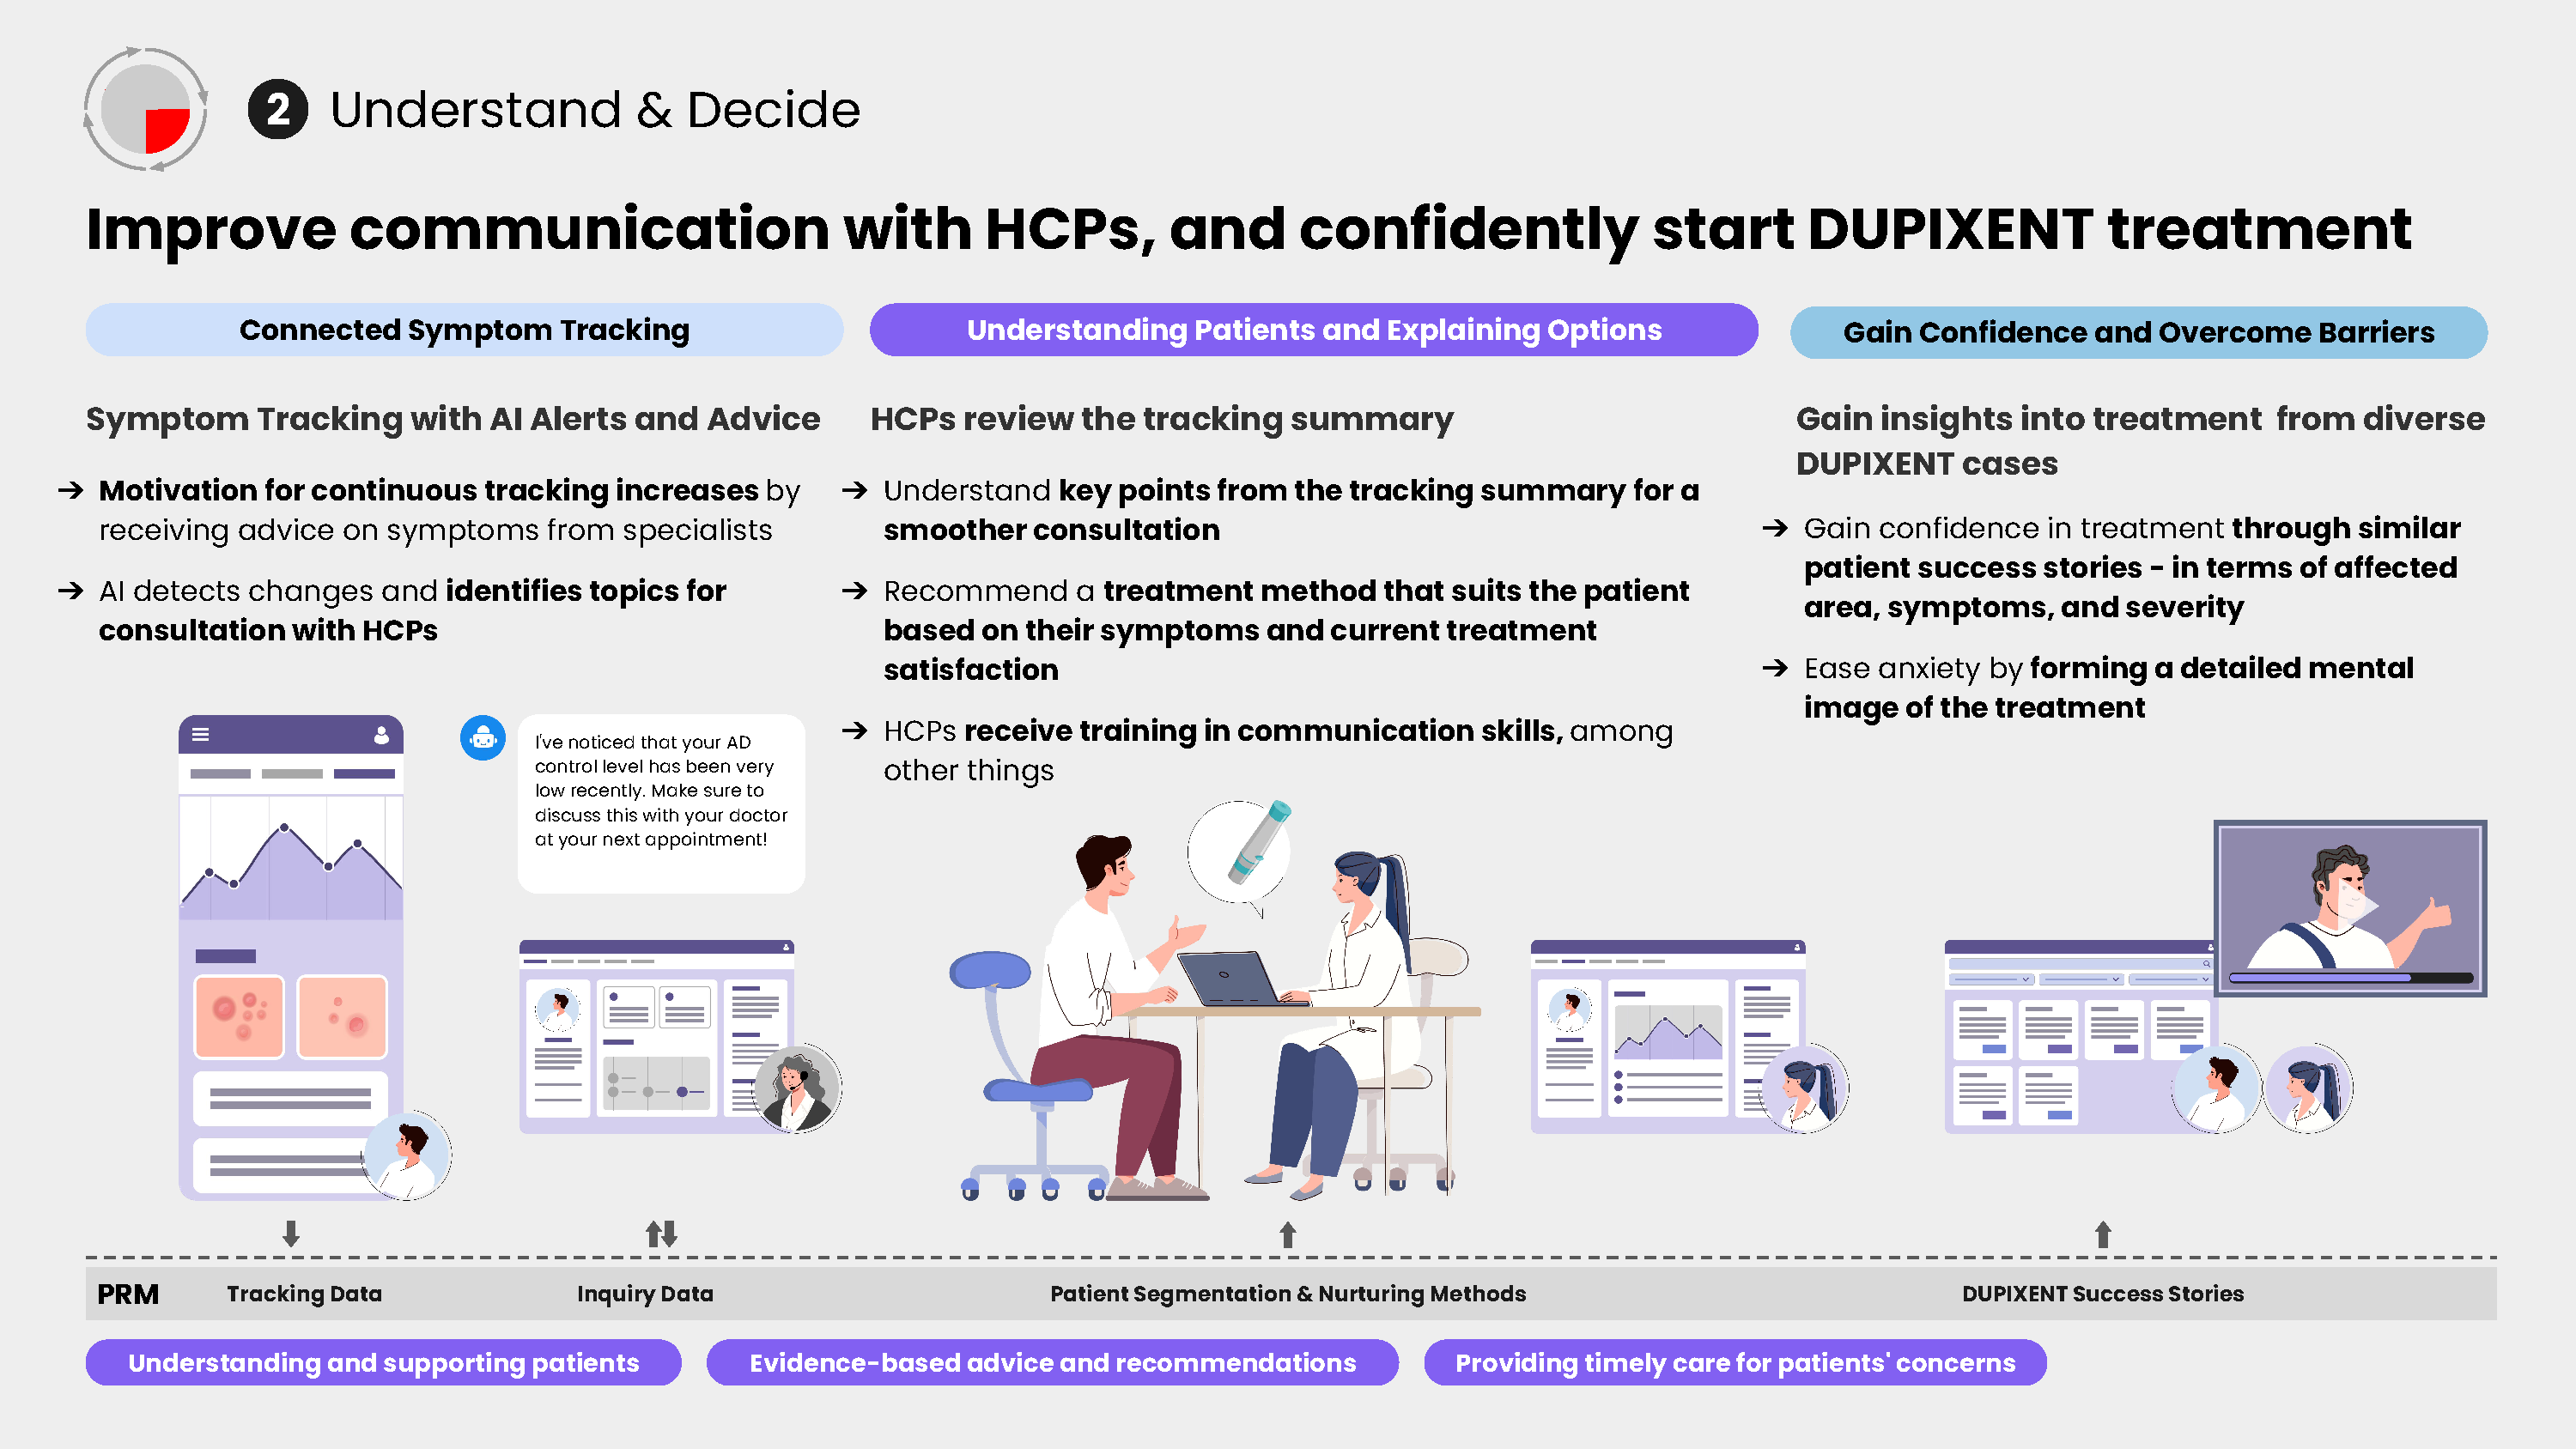 2 Understand & Decide
Improve communication with HCPs, and confidently start DUPIXENT treatment
Connected Symptom Tracking
Symptom Tracking with AI Alerts and Advice
➔ Motivation for continuous tracking increases by
receiving advice on symptoms from specialists
➔ AI detects changes and identifies topics for
consultation with HCPs
I've noticed that your AD
control level has been very
low recently. Make sure to
discuss this with your doctor
at your next appointment!
Understanding Patients and Explaining Options
HCPs review the tracking summary
➔ Understand key points from the tracking summary for a
smoother consultation
➔ Recommend a treatment method that suits the patient
based on their symptoms and current treatment
satisfaction
➔ HCPs receive training in communication skills, among
other things
Gain Confidence and Overcome Barriers
Gain insights into treatment from diverse
DUPIXENT cases
➔ Gain confidence in treatment through similar
patient success stories - in terms of affected
area, symptoms, and severity
➔ Ease anxiety by forming a detailed mental
image of the treatment
PRM
Tracking Data
Inquiry Data
Patient Segmentation & Nurturing Methods
DUPIXENT Success Stories
Understanding and supporting patients
Evidence-based advice and recommendations
Providing timely care for patients' concerns